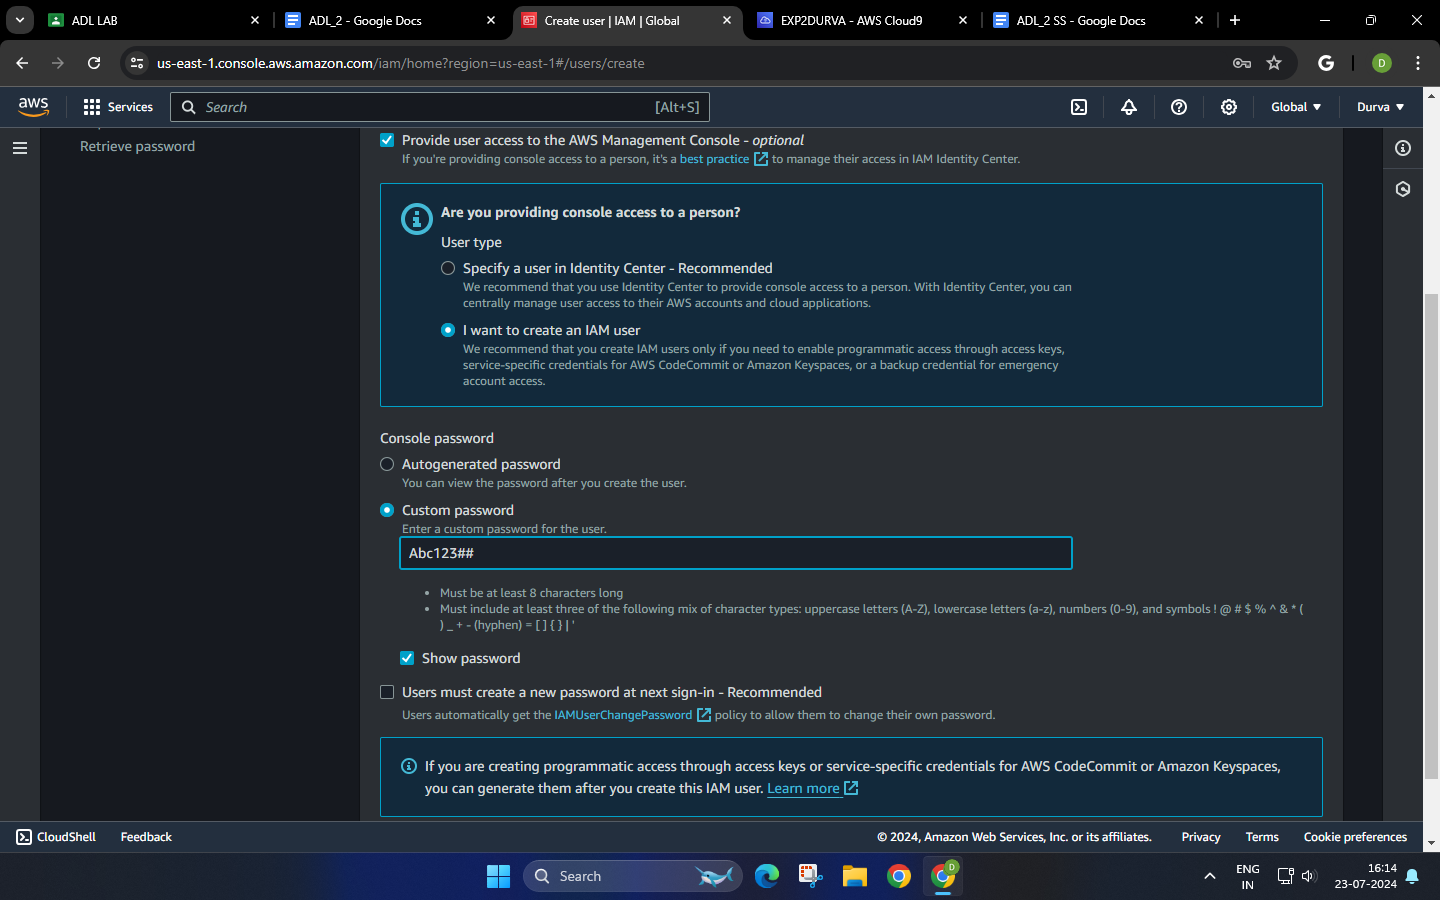 ADL LAB
ADL_2 - Google Docs
Create user | IAM | Global
EXP2DURVA - AWS Cloud9
ADL_2 SS - Google Docs
us-east-1.console.aws.amazon.com/iam/home?region=us-east-1#/users/create
G
D
aws
Services
Search
[Alt+S]
Global
Durva
Retrieve password
Provide user access to the AWS Management Console - optional
If you're providing console access to a person, it's a best practice to manage their access in IAM Identity Center.
Are you providing console access to a person?
User type
Specify a user in Identity Center - Recommended
We recommend that you use Identity Center to provide console access to a person. With Identity Center, you can
centrally manage user access to their AWS accounts and cloud applications.
I want to create an IAM user
We recommend that you create IAM users only if you need to enable programmatic access through access keys,
service-specific credentials for AWS CodeCommit or Amazon Keyspaces, or a backup credential for emergency
account access.
Console password
Autogenerated password
You can view the password after you create the user.
Custom password
Enter a custom password for the user.
Abc123##
Must be at least 8 characters long
Must include at least three of the following mix of character types: uppercase letters (A-Z), lowercase letters (a-z), numbers (0-9), and symbols ! @ # $ % ^ & * (
) _ + - (hyphen) = [ ] { } | '
Show password
Users must create a new password at next sign-in - Recommended
Users automatically get the IAMUserChangePassword policy to allow them to change their own password.
If you are creating programmatic access through access keys or service-specific credentials for AWS CodeCommit or Amazon Keyspaces,
you can generate them after you create this IAM user. Learn more
CloudShell
Feedback
© 2024, Amazon Web Services, Inc. or its affiliates.
Privacy
Terms
Cookie preferences
Search
D
ENG
IN
16:14
23-07-2024